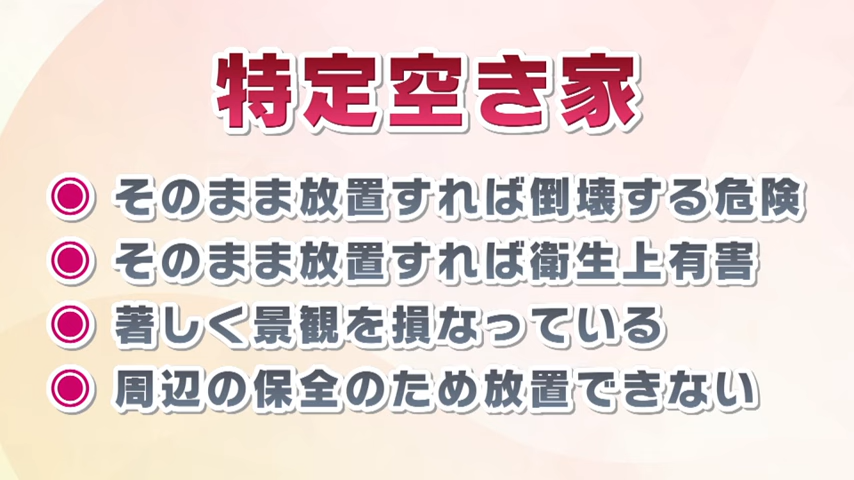 特定空き家
そのまま放置すれば倒壊する危険
そのまま放置すれば衛生上有害
著しく景観を損なっている
周辺の保全のため放置できない